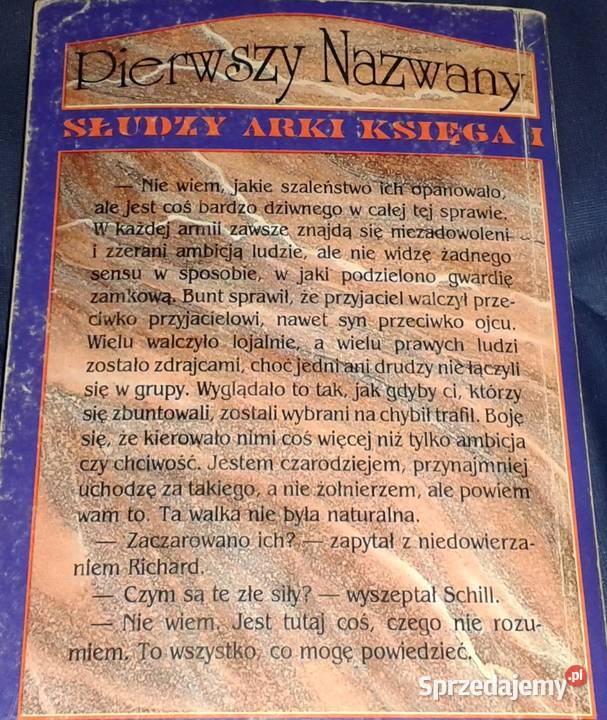 Pierwszy Nazwany
SŁUDZY ARKI KSIĘGA I
— Nie wiem, jakie szaleństwo ich opanowało,
ale jest coś bardzo dziwnego w całej tej sprawie.
W każdej armii zawsze znajdą się niezadowoleni
i zżerani ambicją ludzie, ale nie widzę żadnego
sensu w sposobie, w jaki podzielono gwardię
zamkową. Bunt sprawił, że przyjaciel walczył prze-
ciwko przyjacielowi, nawet syn przeciwko ojcu.
Wielu walczyło lojalnie, a wielu prawych ludzi
zostało zdrajcami, choć jedni ani drudzy nie łączyli
się w grupy. Wyglądało to tak, jak gdyby ci, którzy
się zbuntowali, zostali wybrani na chybił trafił. Boję
się, że kierowało nimi coś więcej niż tylko ambicja
czy chciwość. Jestem czarodziejem, przynajmniej
uchodzę za takiego, a nie żołnierzem, ale powiem
wam to. Ta walka nie była naturalna.
— Zaczarowano ich? — zapytał z niedowierza-
niem Richard.
— Czym są te złe siły? — wyszeptał Schill.
— Nie wiem. Jest tutaj coś, czego nie rozu-
miem. To wszystko, co mogę powiedzieć.
Sprzedajemy.pl